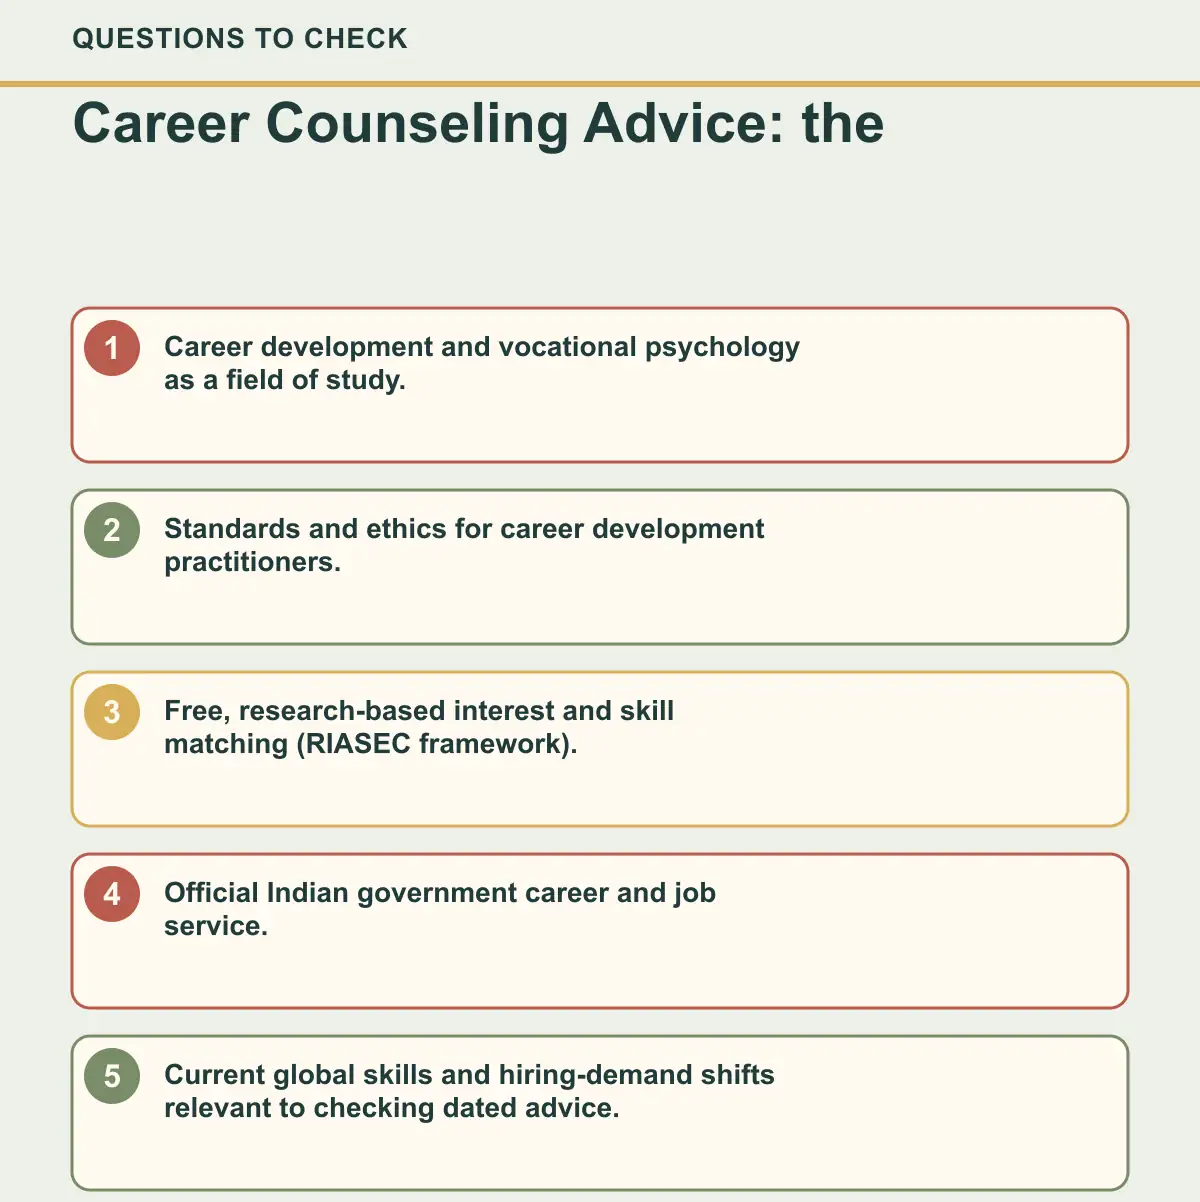 QUESTIONS TO CHECK
Career Counseling Advice: the
1
Career development and vocational psychology
as a field of study.
2
Standards and ethics for career development
practitioners.
3
Free, research-based interest and skill
matching (RIASEC framework).
4
Official Indian government career and job
service.
5
Current global skills and hiring-demand shifts
relevant to checking dated advice.